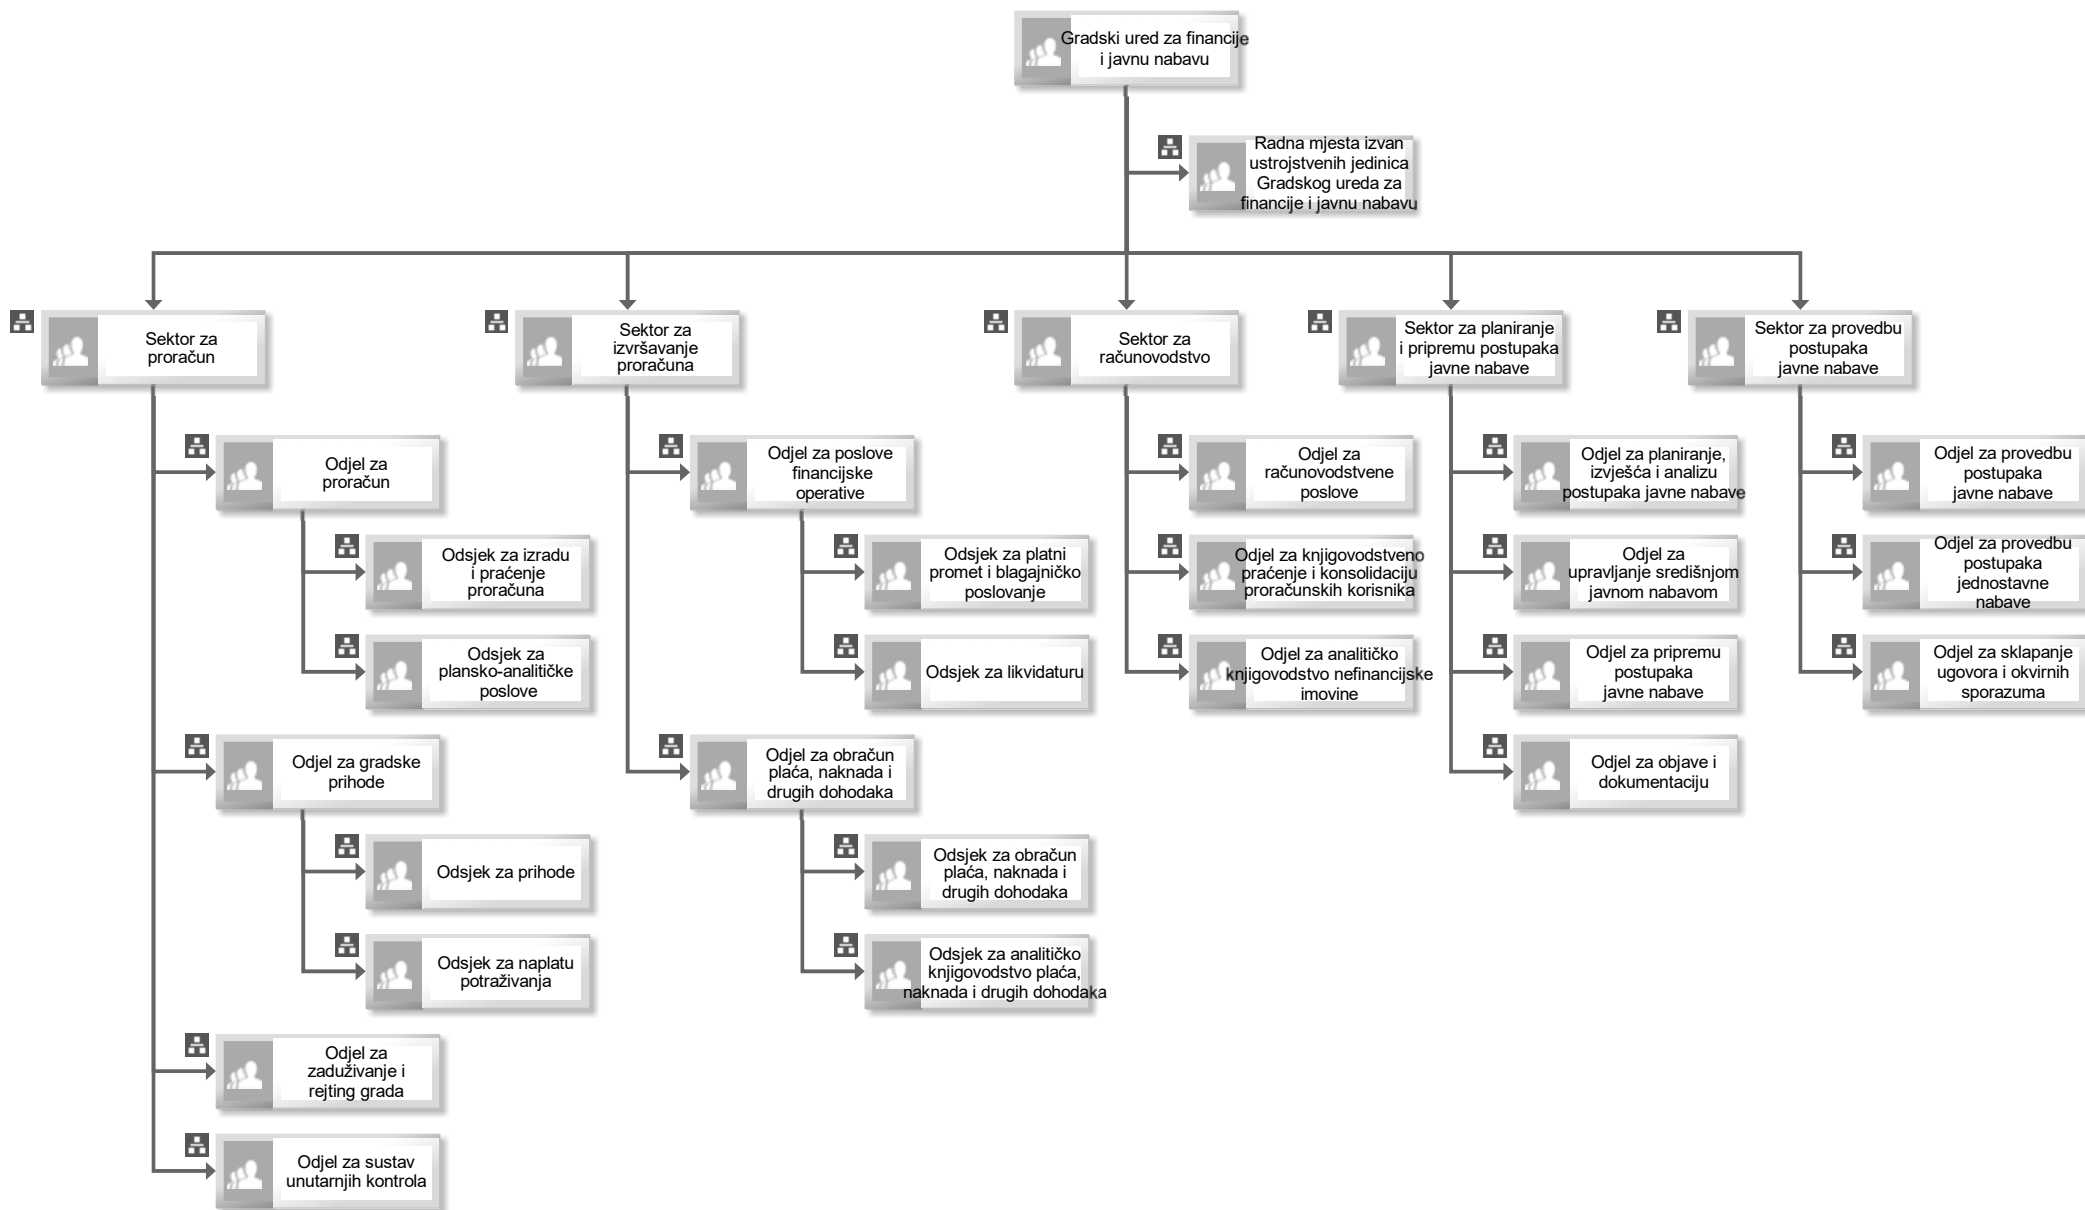 Gradski ured za financije
i javnu nabavu
Radna mjesta izvan
ustrojstvenih jedinica
Gradskog ureda za
financije i javnu nabavu
Sektor za
proračun
Odjel za
proračun
Odsjek za izradu
i praćenje
proračuna
Odsjek za
plansko-analitičke
poslove
Odjel za gradske
prihode
Odsjek za prihode
Odsjek za naplatu
potraživanja
Odjel za
zaduživanje i
rejting grada
Odjel za sustav
unutarnjih kontrola
Sektor za
izvršavanje
proračuna
Odjel za poslove
financijske
operative
Odsjek za platni
promet i blagajničko
poslovanje
Odsjek za likvidaturu
Odjel za obračun
plaća, naknada i
drugih dohodaka
Odsjek za obračun
plaća, naknada i
drugih dohodaka
Odsjek za analitičko
knjigovodstvo plaća,
naknada i drugih dohodaka
Sektor za
računovodstvo
Odjel za
računovodstvene
poslove
Odjel za knjigovodstveno
praćenje i konsolidaciju
proračunskih korisnika
Odjel za analitičko
knjigovodstvo nefinancijske
imovine
Sektor za planiranje
i pripremu postupaka
javne nabave
Odjel za planiranje,
izvješća i analizu
postupaka javne nabave
Odjel za
upravljanje središnjom
javnom nabavom
Odjel za pripremu
postupaka
javne nabave
Odjel za objave i
dokumentaciju
Sektor za provedbu
postupaka
javne nabave
Odjel za provedbu
postupaka
javne nabave
Odjel za provedbu
postupaka
jednostavne
nabave
Odjel za sklapanje
ugovora i okvirnih
sporazuma